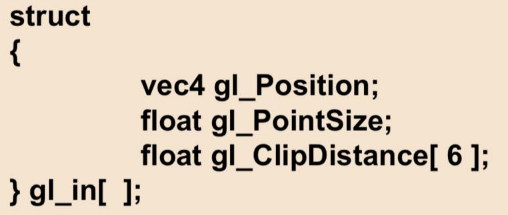 struct
{
vec4 gl_Position;
float gl_PointSize;
float gl_ClipDistance[ 6 ];
} gl_in[ ];